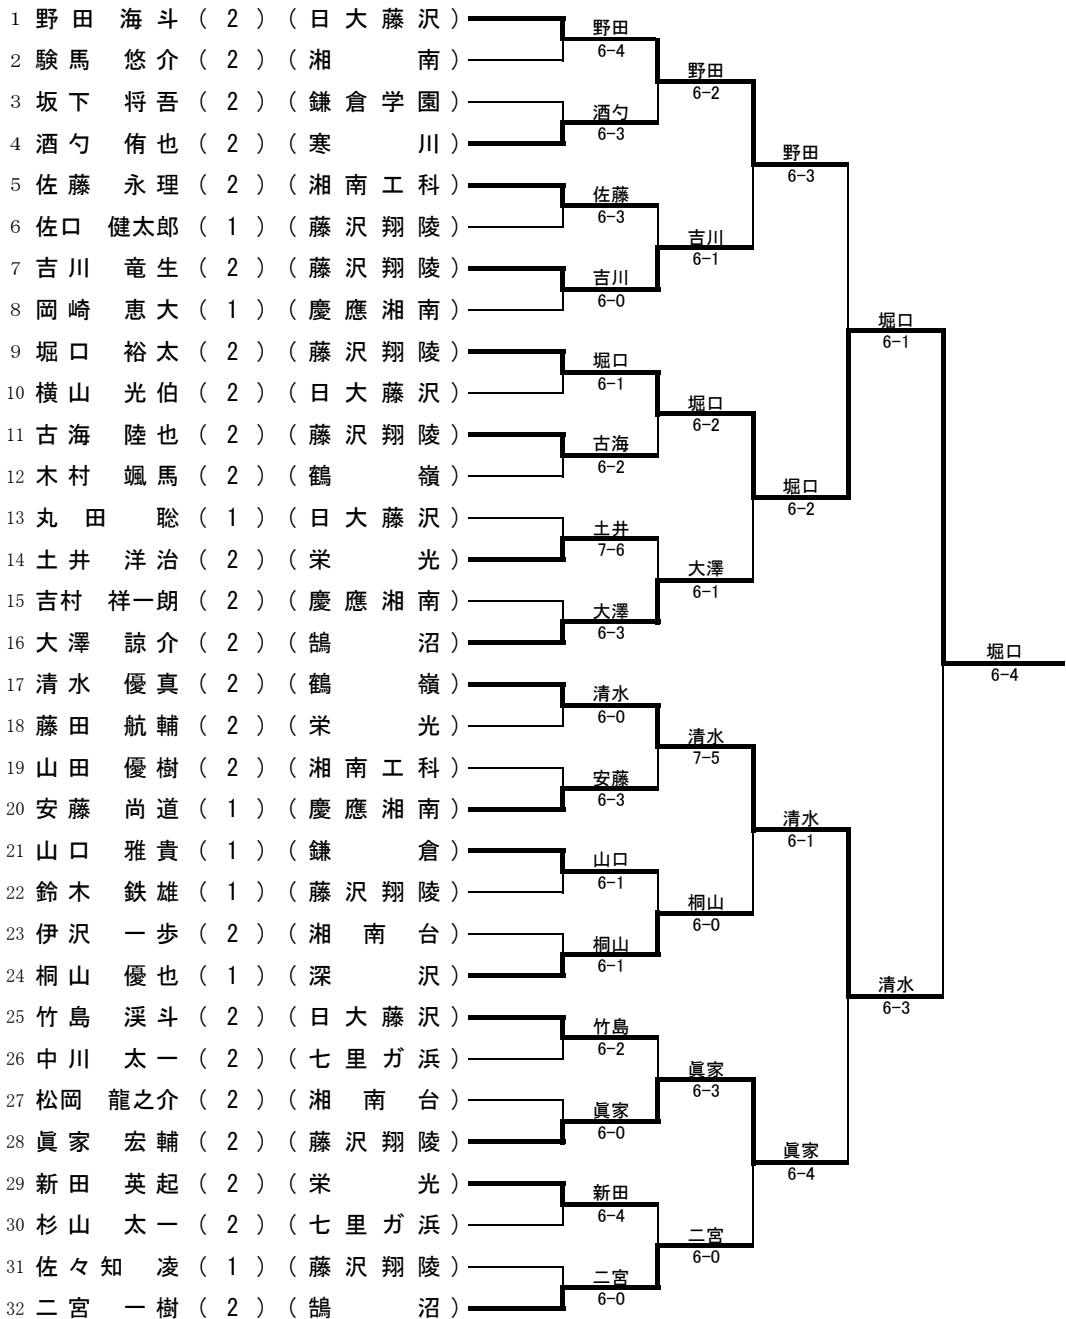 1 野田 海斗 ( 2 ) ( 日大藤沢 )
2 験馬 悠介 ( 2 ) ( 湘南 )
3 坂下 将吾 ( 2 ) ( 鎌倉学園 )
4 酒勺 侑也 ( 2 ) ( 寒川 )
5 佐藤 永理 ( 2 ) ( 湘南工科 )
6 佐口 健太郎 ( 1 ) ( 藤沢翔陵 )
7 吉川 竜生 ( 2 ) ( 藤沢翔陵 )
8 岡崎 恵大 ( 1 ) ( 慶應湘南 )
9 堀口 裕太 ( 2 ) ( 藤沢翔陵 )
10 横山 光伯 ( 2 ) ( 日大藤沢 )
11 古海 陸也 ( 2 ) ( 藤沢翔陵 )
12 木村 颯馬 ( 2 ) ( 鶴嶺 )
13 丸田 聡 ( 1 ) ( 日大藤沢 )
14 土井 洋治 ( 2 ) ( 栄光 )
15 吉村 祥一朗 ( 2 ) ( 慶應湘南 )
16 大澤 諒介 ( 2 ) ( 鵠沼 )
17 清水 優真 ( 2 ) ( 鶴嶺 )
18 藤田 航輔 ( 2 ) ( 栄光 )
19 山田 優樹 ( 2 ) ( 湘南工科 )
20 安藤 尚道 ( 1 ) ( 慶應湘南 )
21 山口 雅貴 ( 1 ) ( 鎌倉 )
22 鈴木 鉄雄 ( 1 ) ( 藤沢翔陵 )
23 伊沢 一歩 ( 2 ) ( 湘南台 )
24 桐山 優也 ( 1 ) ( 深沢 )
25 竹島 渓斗 ( 2 ) ( 日大藤沢 )
26 中川 太一 ( 2 ) ( 七里ガ浜 )
27 松岡 龍之介 ( 2 ) ( 湘南台 )
28 眞家 宏輔 ( 2 ) ( 藤沢翔陵 )
29 新田 英起 ( 2 ) ( 栄光 )
30 杉山 太一 ( 2 ) ( 七里ガ浜 )
31 佐々知 凌 ( 1 ) ( 藤沢翔陵 )
32 二宮 一樹 ( 2 ) ( 鵠沼 )
野田
6-4
酒勺
6-3
佐藤
6-3
吉川
6-0
堀口
6-1
古海
6-2
土井
7-6
大澤
6-3
清水
6-0
安藤
6-3
山口
6-1
桐山
6-1
竹島
6-2
眞家
6-0
新田
6-4
二宮
6-0
野田
6-2
吉川
6-1
堀口
6-2
大澤
6-1
清水
7-5
桐山
6-0
眞家
6-3
二宮
6-0
野田
6-3
堀口
6-2
清水
6-1
眞家
6-4
堀口
6-1
清水
6-3
堀口
6-4